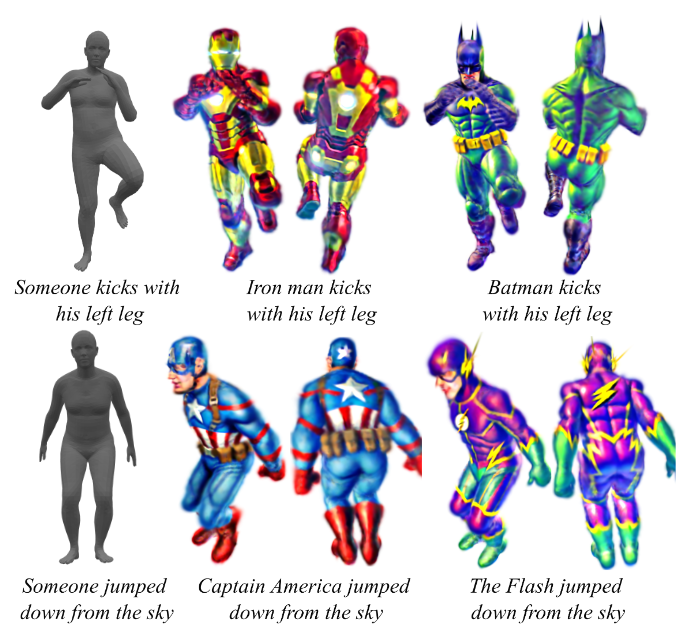 Someone kicks with
his left leg
Iron man kicks
with his left leg
Batman kicks
with his left leg
Someone jumped
down from the sky
Captain America jumped
down from the sky
The Flash jumped
down from the sky